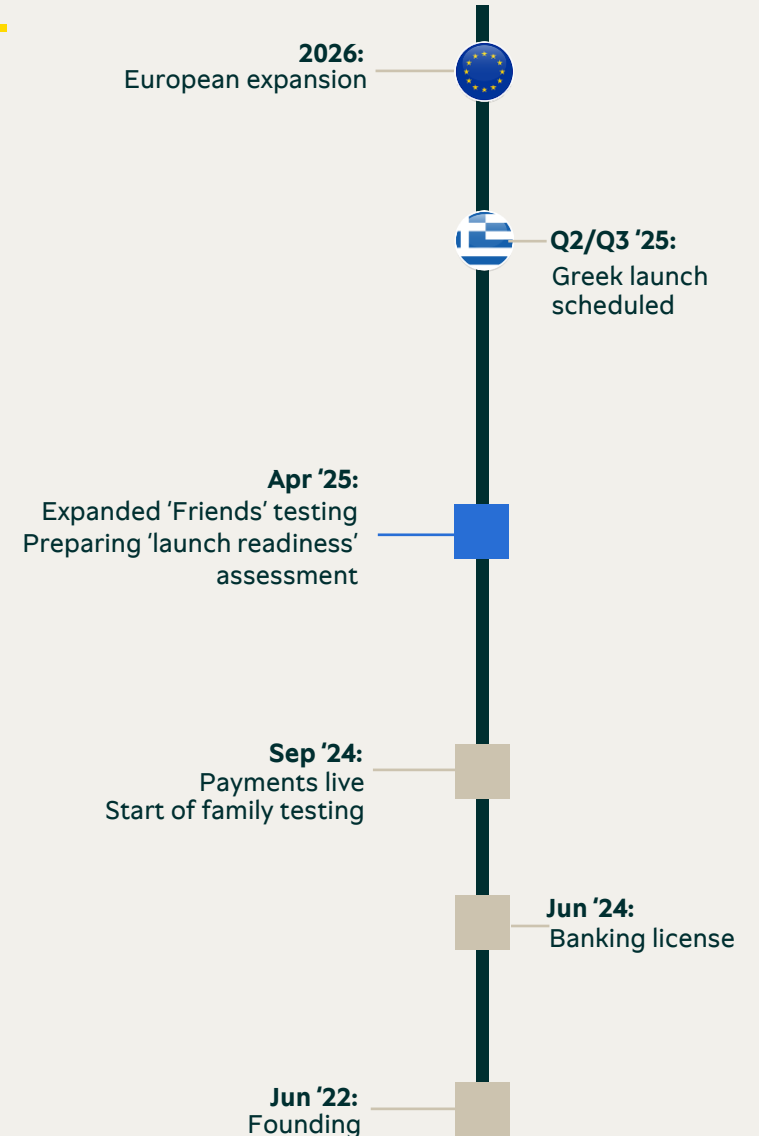 2026:
European expansion
Q2/Q3 ‘25:
Greek launch
scheduled
Apr ‘25:
Expanded ‘Friends’ testing
Preparing ‘launch readiness’
assessment
Sep ‘24:
Payments live
Start of family testing
Jun ‘24:
Banking license
Jun ‘22:
Founding